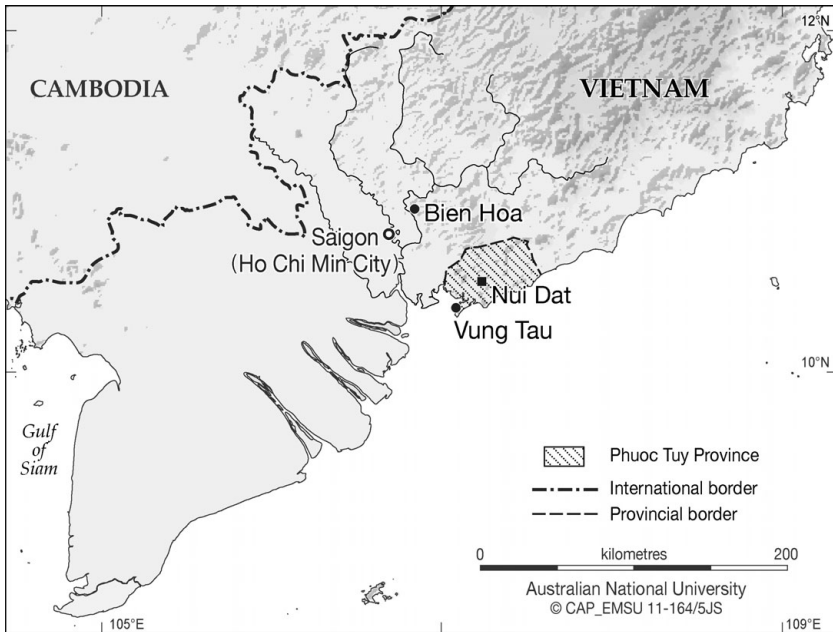 12°N
CAMBODIA
VIETNAM
Bien Hoa
Saigon
(Ho Chi Min City)
Nui Dat
Vung Tau
10°N
Gulf
of
Siam
Phuoc Tuy Province
International border
Provincial border
0 kilometres 200
Australian National University
© CAP_EMSU 11-164/5JS
105°E
109°E